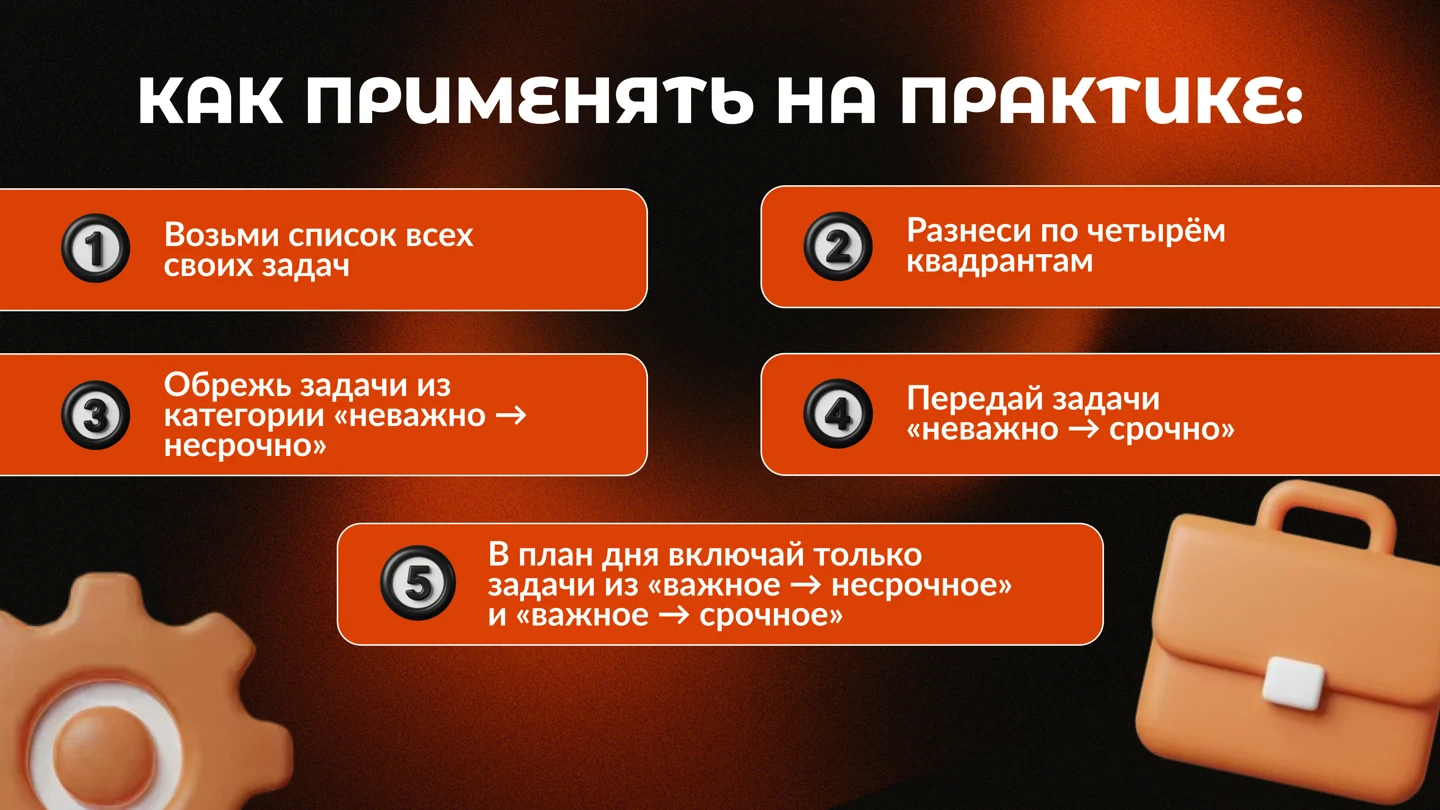 КАК ПРИМЕНЯТЬ НА ПРАКТИКЕ:
1
Возьми список всех
своих задач
2
Разнеси по четырём
квадрантам
3
Обрежь задачи из
категории «неважно →
несрочно»
4
Передай задачи
«неважно → срочно»
5
В план дня включай только
задачи из «важное → несрочное»
и «важное → срочное»